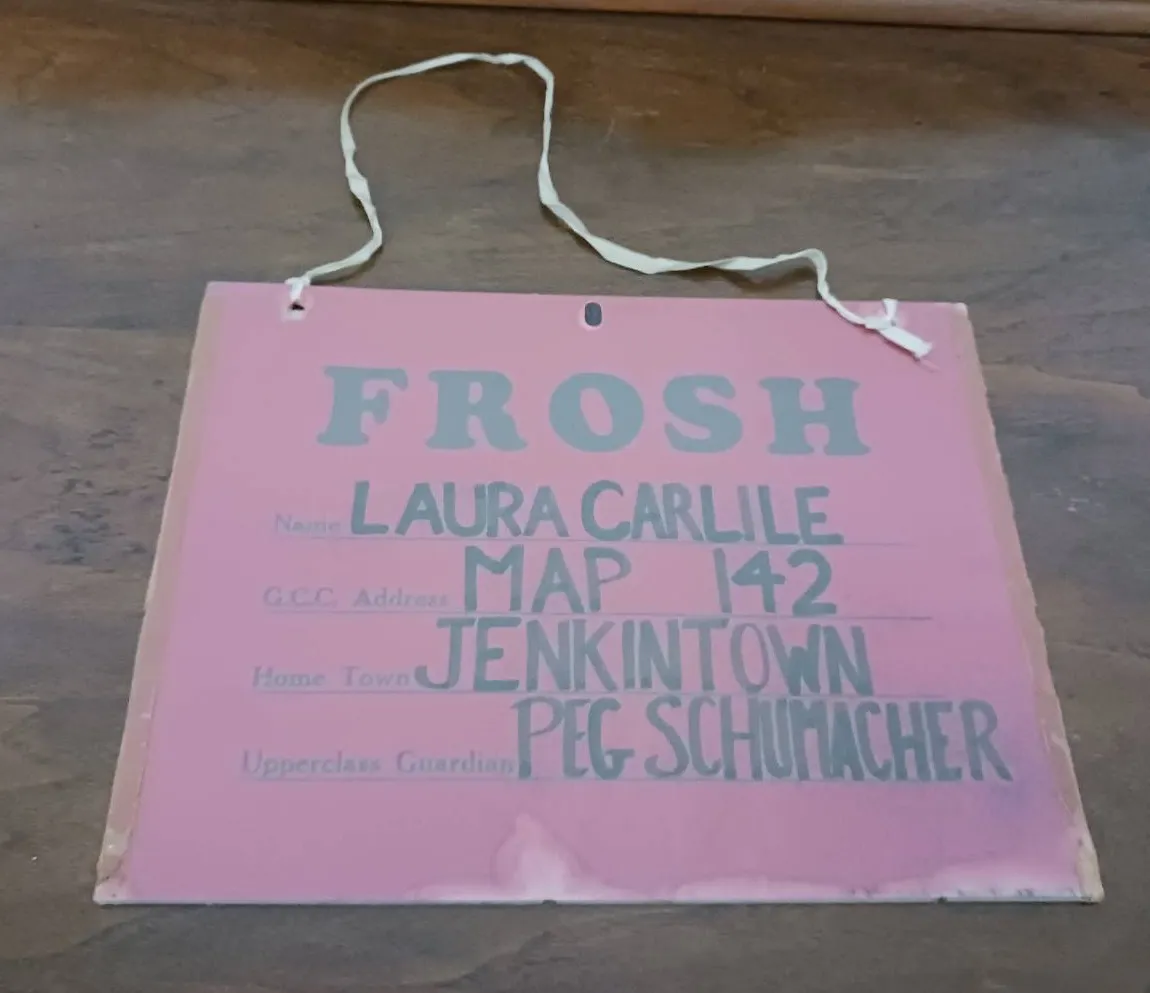 FROSH
Name LAURA CARLILE
G.C.C. Address MAP 142
Home Town JENKINTOWN
Upperclass Guardian PEG SCHUMACHER